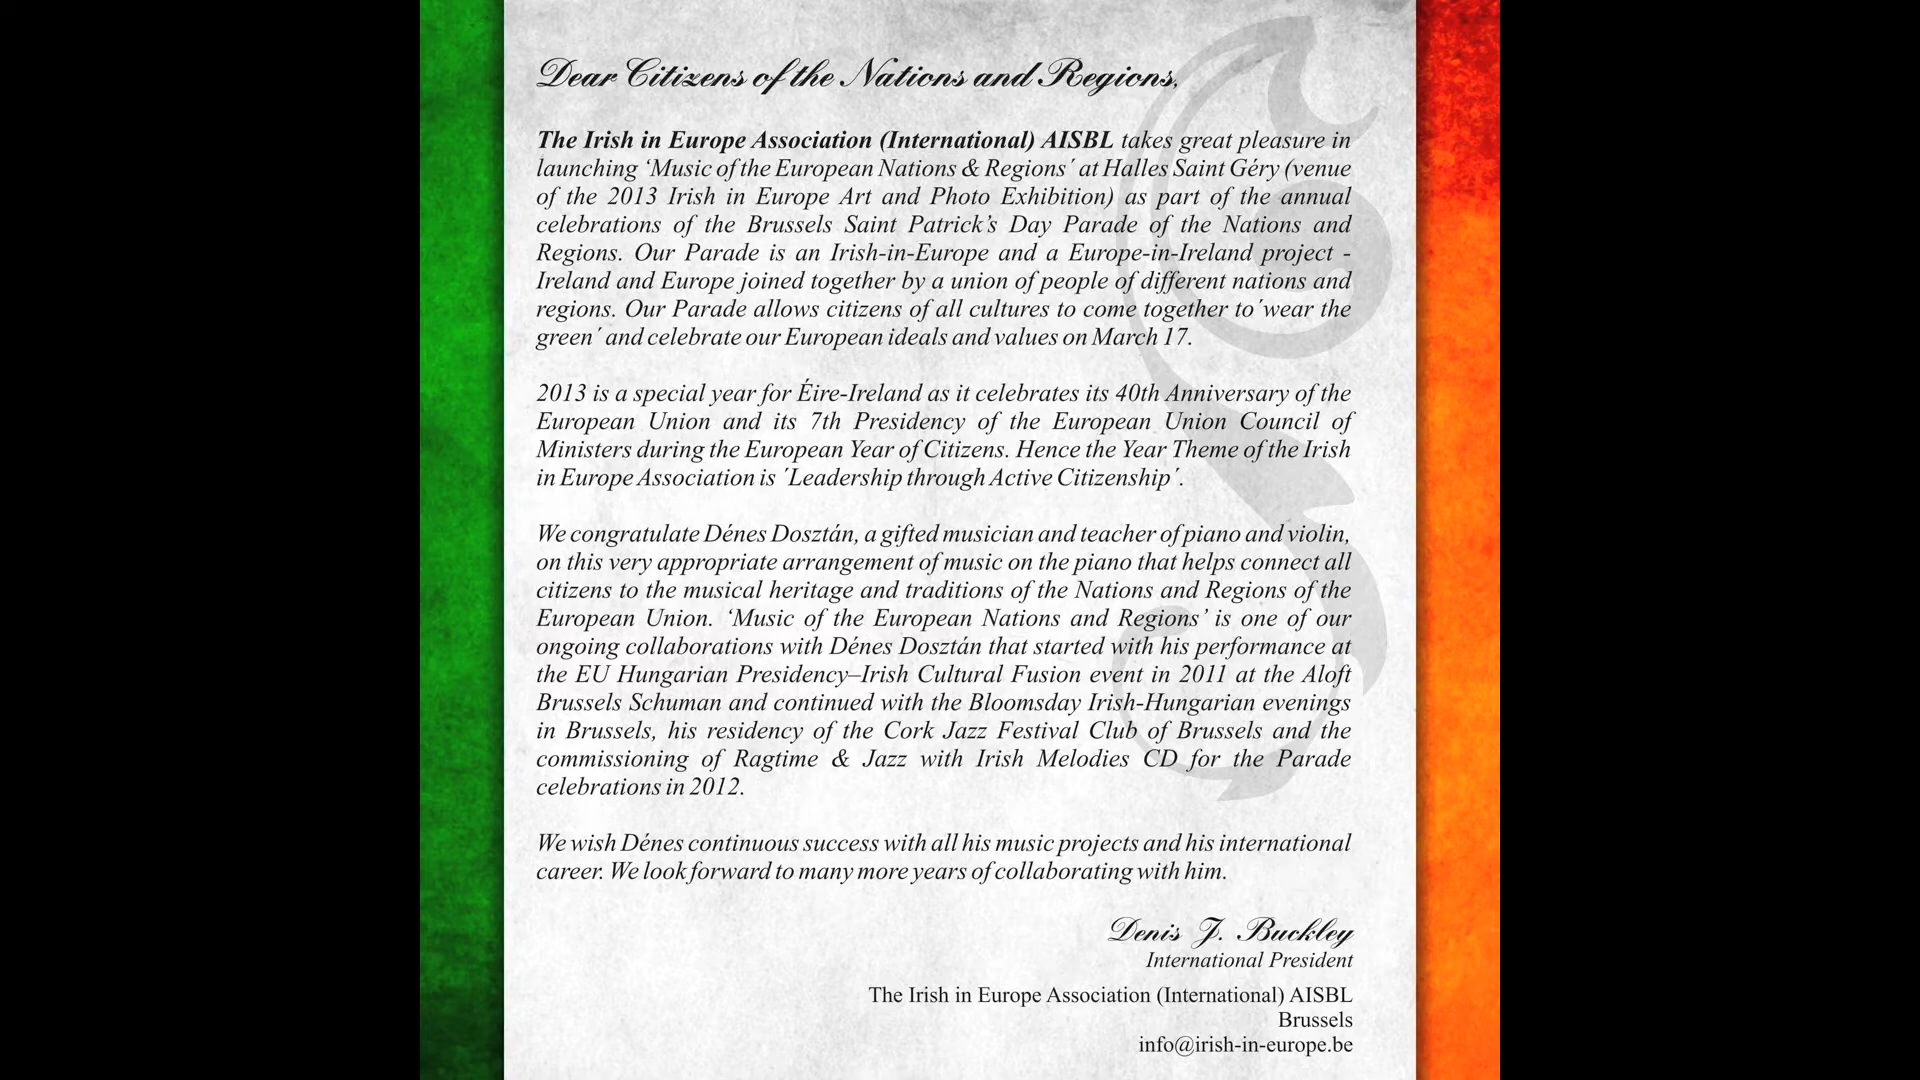 Dear Citizens of the Nations and Regions,
The Irish in Europe Association (International) AISBL takes great pleasure in
launching ‘Music of the European Nations & Regions´ at Halles Saint Géry (venue
of the 2013 Irish in Europe Art and Photo Exhibition) as part of the annual
celebrations of the Brussels Saint Patrick’s Day Parade of the Nations and
Regions. Our Parade is an Irish-in-Europe and a Europe-in-Ireland project -
Ireland and Europe joined together by a union of people of different nations and
regions. Our Parade allows citizens of all cultures to come together to´wear the
green´ and celebrate our European ideals and values on March 17.
2013 is a special year for Éire-Ireland as it celebrates its 40th Anniversary of the
European Union and its 7th Presidency of the European Union Council of
Ministers during the European Year of Citizens. Hence the Year Theme of the Irish
in Europe Association is ´Leadership through Active Citizenship´.
We congratulate Dénes Dosztán, a gifted musician and teacher of piano and violin,
on this very appropriate arrangement of music on the piano that helps connect all
citizens to the musical heritage and traditions of the Nations and Regions of the
European Union. ‘Music of the European Nations and Regions’ is one of our
ongoing collaborations with Dénes Dosztán that started with his performance at
the EU Hungarian Presidency–Irish Cultural Fusion event in 2011 at the Aloft
Brussels Schuman and continued with the Bloomsday Irish-Hungarian evenings
in Brussels, his residency of the Cork Jazz Festival Club of Brussels and the
commissioning of Ragtime & Jazz with Irish Melodies CD for the Parade
celebrations in 2012.
We wish Dénes continuous success with all his music projects and his international
career. We look forward to many more years of collaborating with him.
Denis J. Buckley
International President
The Irish in Europe Association (International) AISBL
Brussels
info@irish-in-europe.be